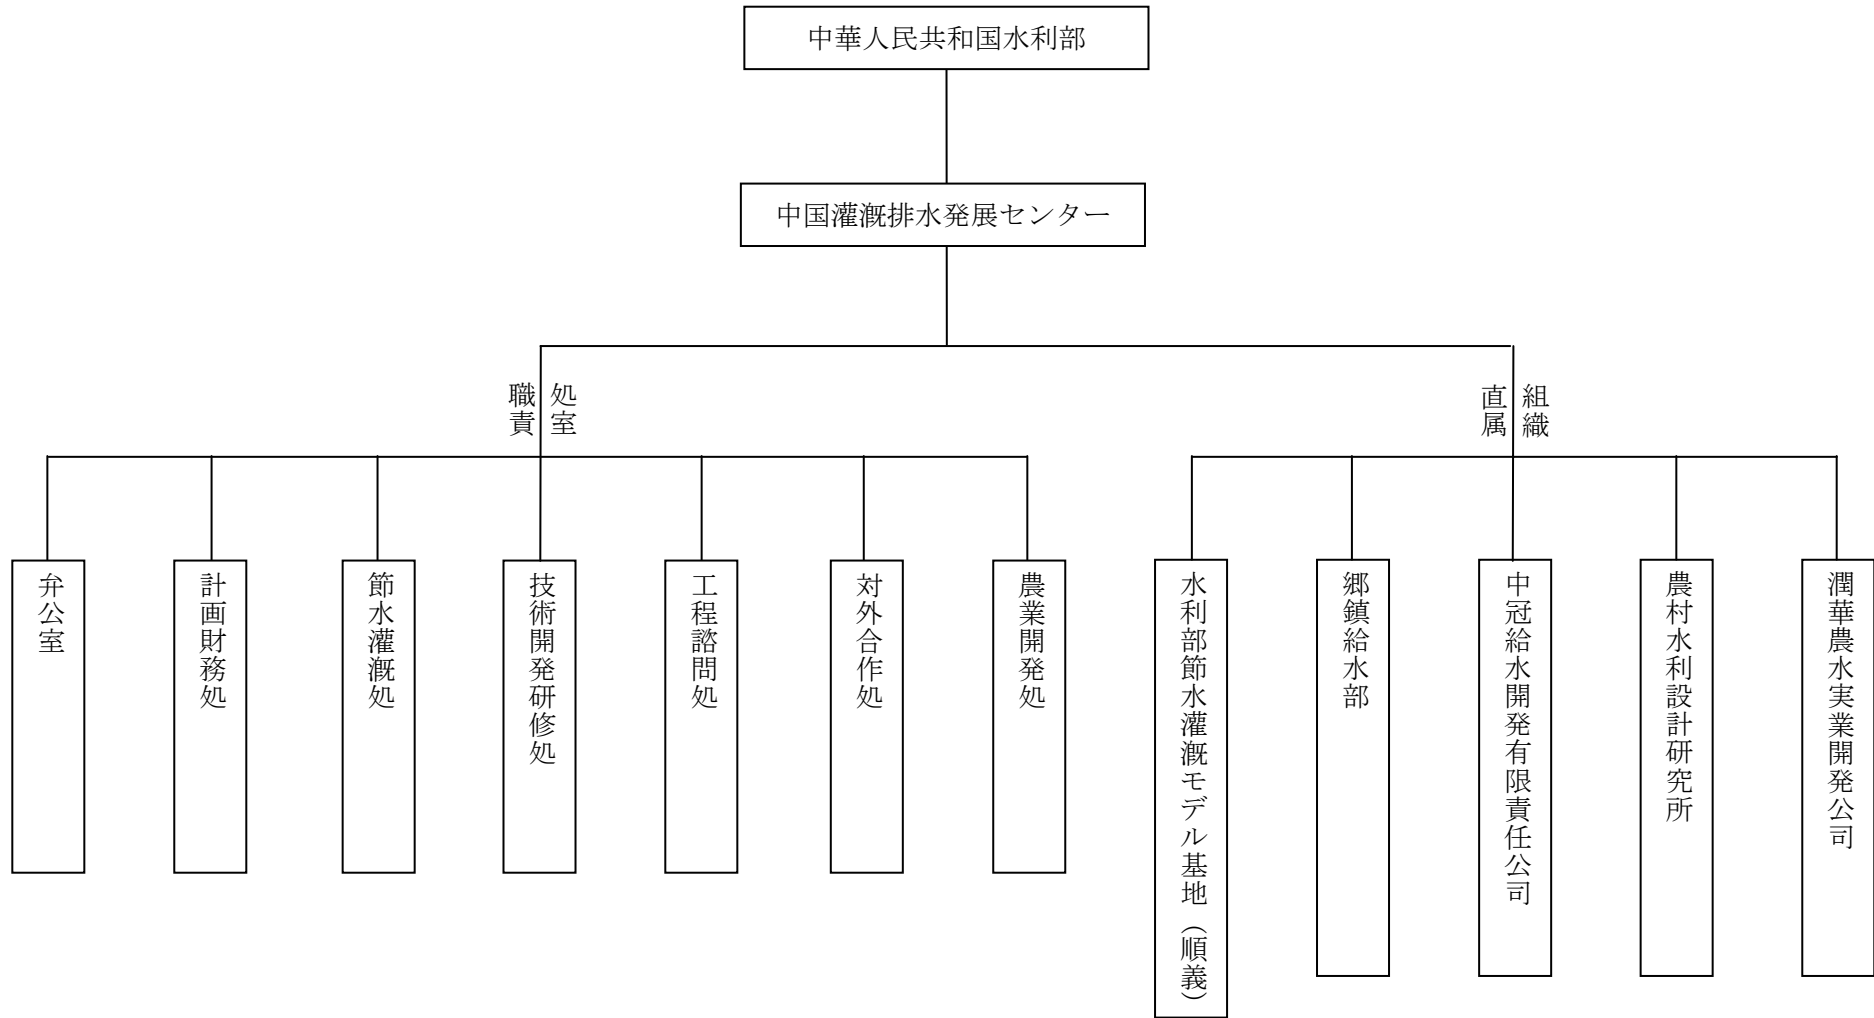 中華人民共和国水利部
中国灌漑排水発展センター
職責
処室
直属
組織
弁公室
計画財務処
節水灌漑処
技術開発研修処
工程諮問処
対外合作処
農業開発処
水利部節水灌漑モデル基地（順義）
郷鎮給水部
中冠給水開発有限責任公司
農村水利設計研究所
潤華農水実業開発公司